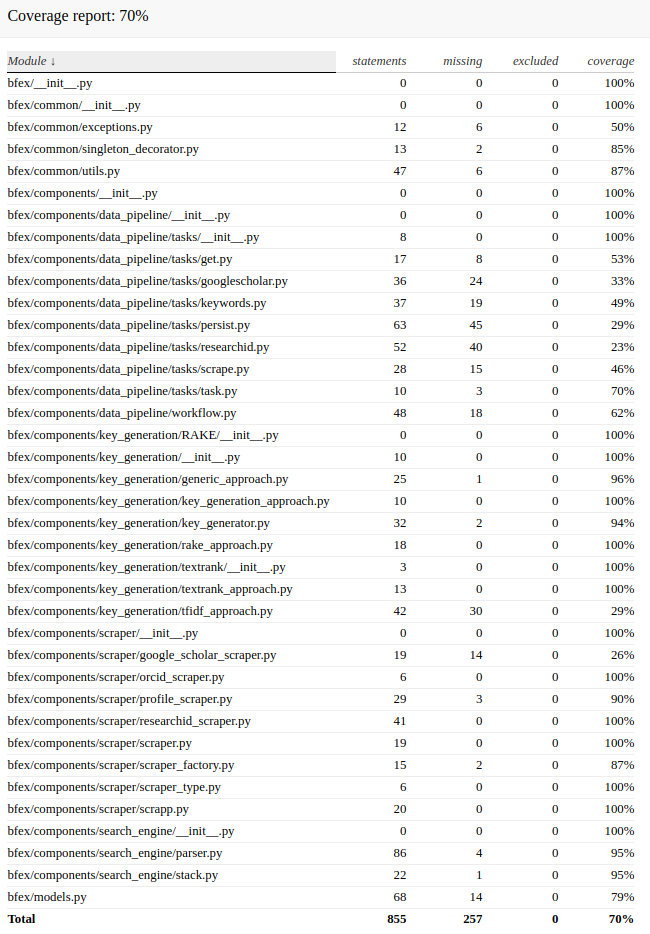 Coverage report: 70%
Module ↓ statements missing excluded coverage
bfex/__init__.py 0 0 0 100%
bfex/common/__init__.py 0 0 0 100%
bfex/common/exceptions.py 12 6 0 50%
bfex/common/singleton_decorator.py 13 2 0 85%
bfex/common/utils.py 47 6 0 87%
bfex/components/__init__.py 0 0 0 100%
bfex/components/data_pipeline/__init__.py 0 0 0 100%
bfex/components/data_pipeline/tasks/__init__.py 8 0 0 100%
bfex/components/data_pipeline/tasks/get.py 17 8 0 53%
bfex/components/data_pipeline/tasks/googlescholar.py 36 24 0 33%
bfex/components/data_pipeline/tasks/keywords.py 37 19 0 49%
bfex/components/data_pipeline/tasks/persist.py 63 45 0 29%
bfex/components/data_pipeline/tasks/researchid.py 52 40 0 23%
bfex/components/data_pipeline/tasks/scrape.py 28 15 0 46%
bfex/components/data_pipeline/tasks/task.py 10 3 0 70%
bfex/components/data_pipeline/workflow.py 48 18 0 62%
bfex/components/key_generation/RAKE/__init__.py 0 0 0 100%
bfex/components/key_generation/__init__.py 10 0 0 100%
bfex/components/key_generation/generic_approach.py 25 1 0 96%
bfex/components/key_generation/key_generation_approach.py 10 0 0 100%
bfex/components/key_generation/key_generator.py 32 2 0 94%
bfex/components/key_generation/rake_approach.py 18 0 0 100%
bfex/components/key_generation/textrank/__init__.py 3 0 0 100%
bfex/components/key_generation/textrank_approach.py 13 0 0 100%
bfex/components/key_generation/tfidf_approach.py 42 30 0 29%
bfex/components/scraper/__init__.py 0 0 0 100%
bfex/components/scraper/google_scholar_scraper.py 19 14 0 26%
bfex/components/scraper/orcid_scraper.py 6 0 0 100%
bfex/components/scraper/profile_scraper.py 29 3 0 90%
bfex/components/scraper/researchid_scraper.py 41 0 0 100%
bfex/components/scraper/scraper.py 19 0 0 100%
bfex/components/scraper/scraper_factory.py 15 2 0 87%
bfex/components/scraper/scraper_type.py 6 0 0 100%
bfex/components/scraper/scrapp.py 20 0 0 100%
bfex/components/search_engine/__init__.py 0 0 0 100%
bfex/components/search_engine/parser.py 86 4 0 95%
bfex/components/search_engine/stack.py 22 1 0 95%
bfex/models.py 68 14 0 79%
Total 855 257 0 70%